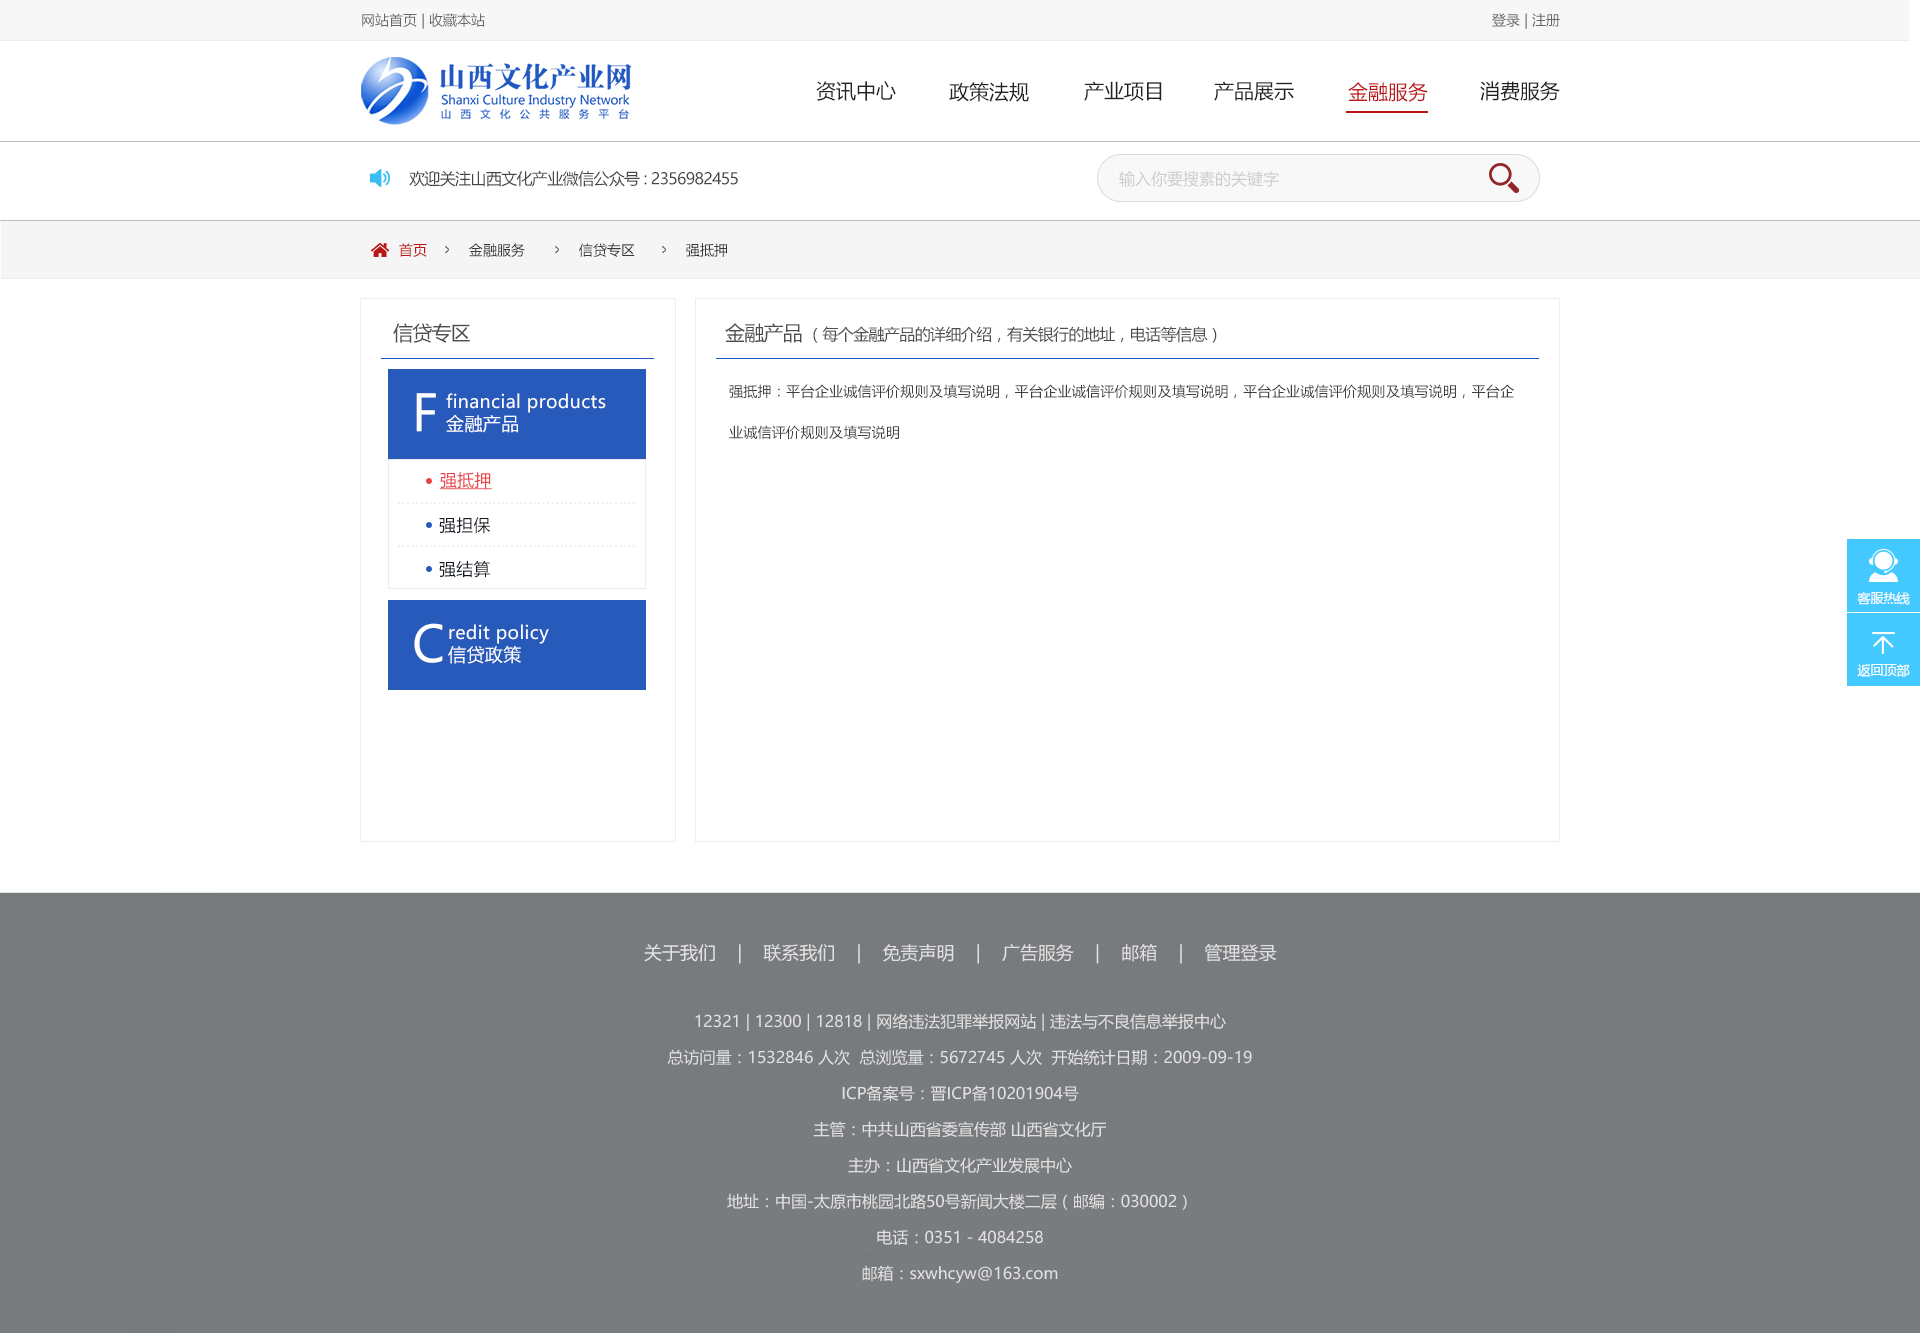 网站首页 | 收藏本站
登录 | 注册
山西文化产业网
Shanxi Culture Industry Network
山西文化公共服务平台
资讯中心 政策法规 产业项目 产品展示 金融服务 消费服务
欢迎关注山西文化产业微信公众号 : 2356982455
输入你要搜素的关键字
首页 › 金融服务 › 信贷专区 › 强抵押
信贷专区
financial products
金融产品
强抵押
强担保
强结算
Credit policy
信贷政策
金融产品（每个金融产品的详细介绍，有关银行的地址，电话等信息）
强抵押：平台企业诚信评价规则及填写说明，平台企业诚信评价规则及填写说明，平台企业诚信评价规则及填写说明，平台企
业诚信评价规则及填写说明
客服热线
返回顶部
关于我们 | 联系我们 | 免责声明 | 广告服务 | 邮箱 | 管理登录
12321 | 12300 | 12818 | 网络违法犯罪举报网站 | 违法与不良信息举报中心
总访问量：1532846 人次 总浏览量：5672745 人次 开始统计日期：2009-09-19
ICP备案号：晋ICP备10201904号
主管：中共山西省委宣传部 山西省文化厅
主办：山西省文化产业发展中心
地址：中国-太原市桃园北路50号新闻大楼二层（邮编：030002）
电话：0351 - 4084258
邮箱：sxwhcyw@163.com